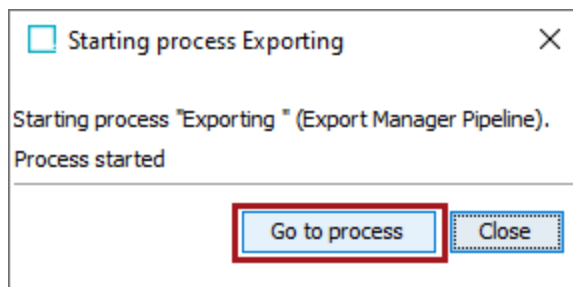 Starting process Exporting
Starting process "Exporting " (Export Manager Pipeline).
Process started
Go to process
Close